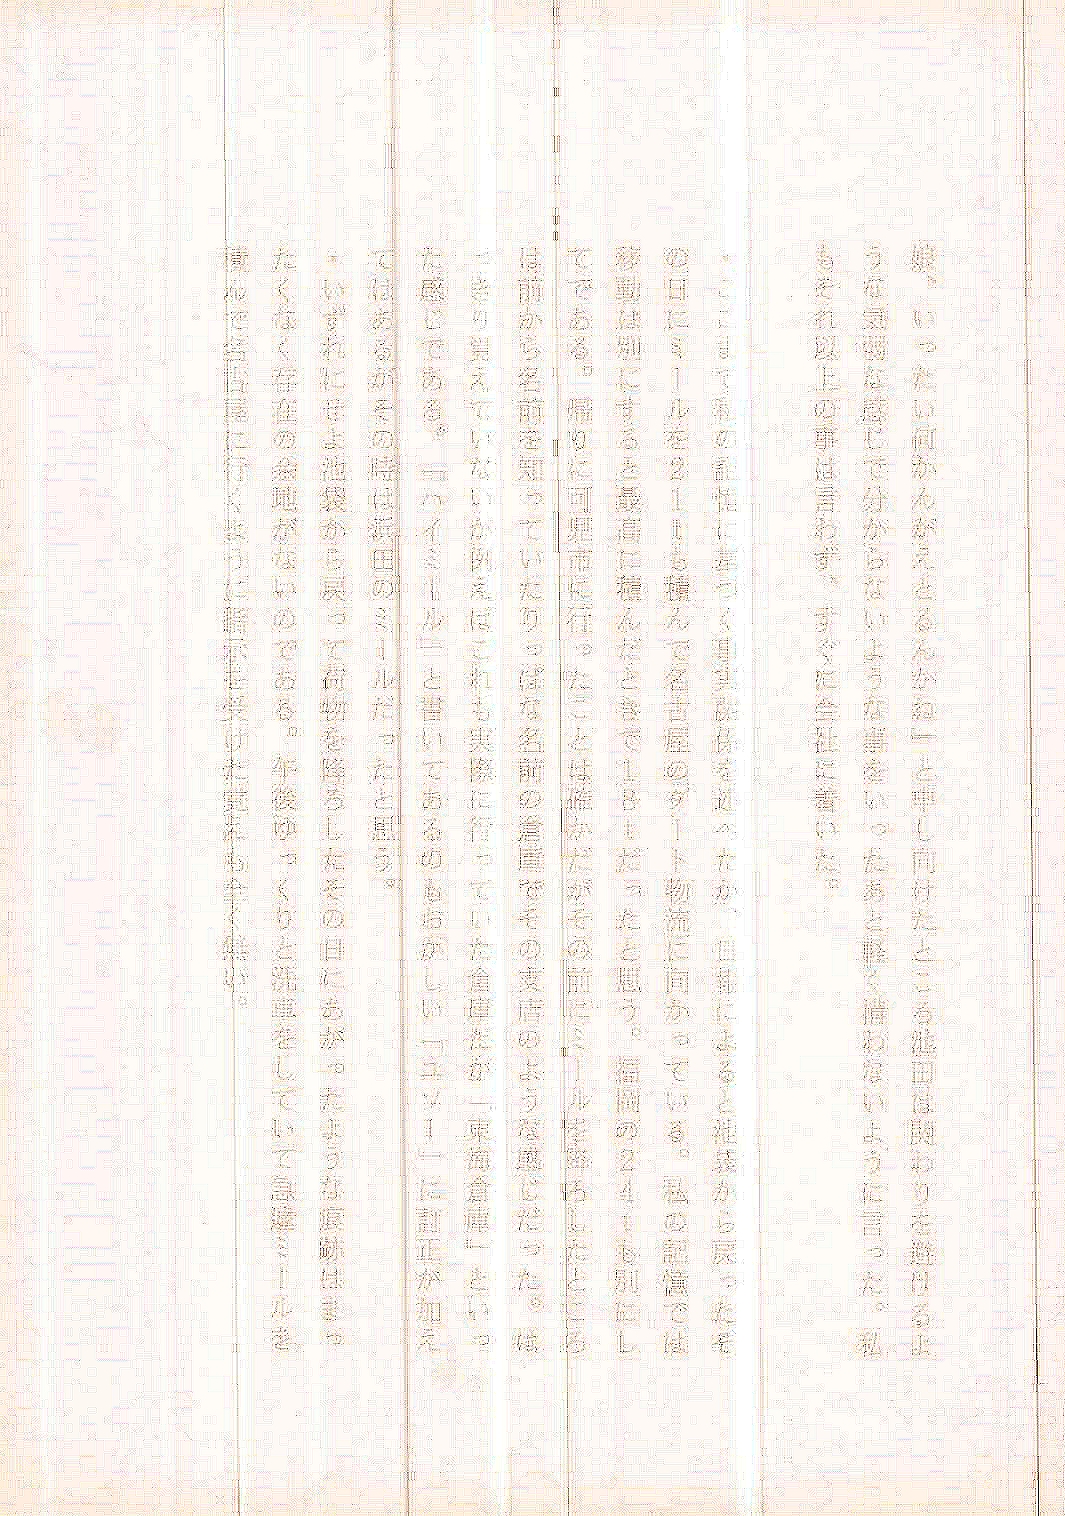 嫁、いったい何かんがえとるんかね』と申し向けたところ池田は関わりを避けるよ
うな気弱な感じで分からないような事をいったあと軽く構わないように言った。私
もそれ以上の事は言わず、すぐに会社に着いた。
・ここまで私の記憶に基づく事実関係を述べたが、日報によると池袋から戻ったそ
の日にミールを21t積んで名古屋のゲート物流に向かっている。私の記憶では
移動は別にすると最高に積んだときで18tだったと思う。福岡の24tも別にし
てである。帰りに可児市に行ったことは確かだがその前にミールを降ろしたところ
は前から名前を知っていたりっぱな名前の倉庫でその支店のような感じだった。は
っきり覚えていないが例えばこれも実際に行っていた倉庫だが「東海倉庫」といっ
た感じである。「ハイミール」と書いてあるのもおかしい「ユソー」に訂正が加え
てはあるがその時は浜田のミールだったと思う。
・いずれにせよ池袋から戻って荷物を降ろしたその日にあがったような痕跡はまっ
たくなく存在の余地がないのである。午後ゆっくりと洗車をしていて急遽ミールを
積んで名古屋に行くように指示を受けた覚えも全く無い。